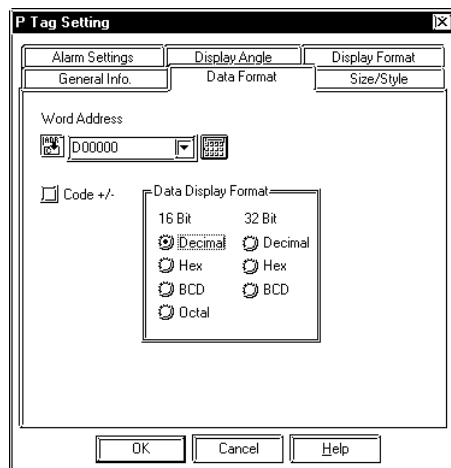 P Tag Setting
Alarm Settings Display Angle Display Format
General Info. Data Format Size/Style
Word Address
D00000
Code +/-
Data Display Format
16 Bit 32 Bit
Decimal Decimal
Hex Hex
BCD BCD
Octal
OK Cancel Help